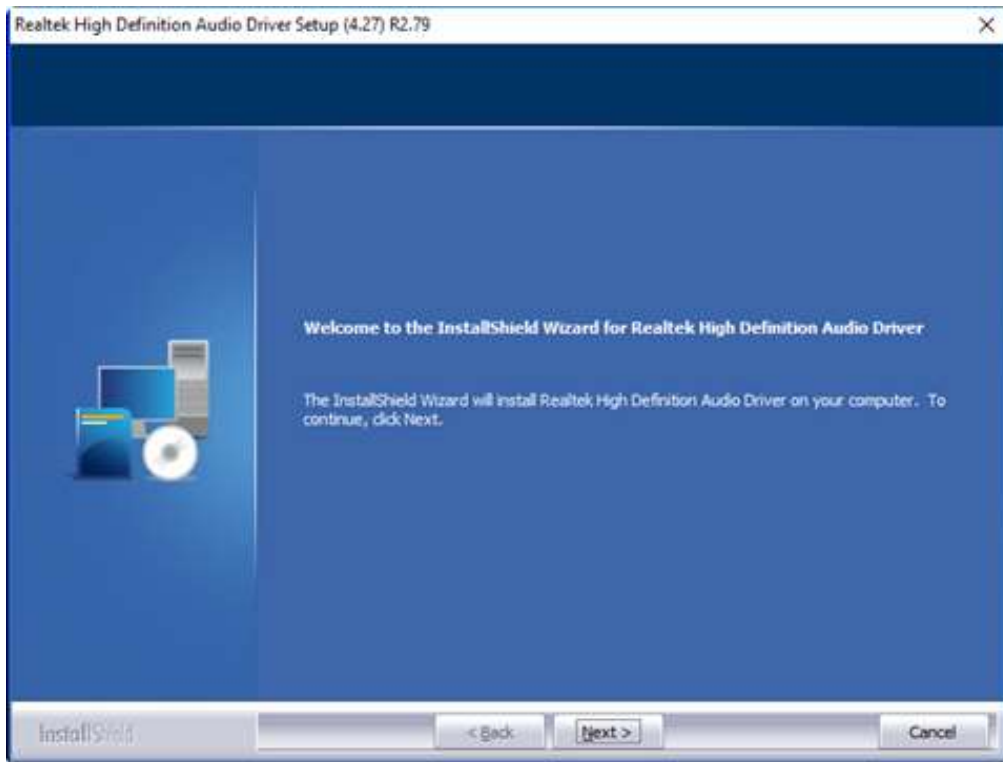 Realtek High Definition Audio Driver Setup (4.27) R2.79
Welcome to the InstallShield Wizard for Realtek High Definition Audio Driver
The InstallShield Wizard will install Realtek High Definition Audio Driver on your computer. To
continue, click Next.
InstallShield
< Back
Next >
Cancel